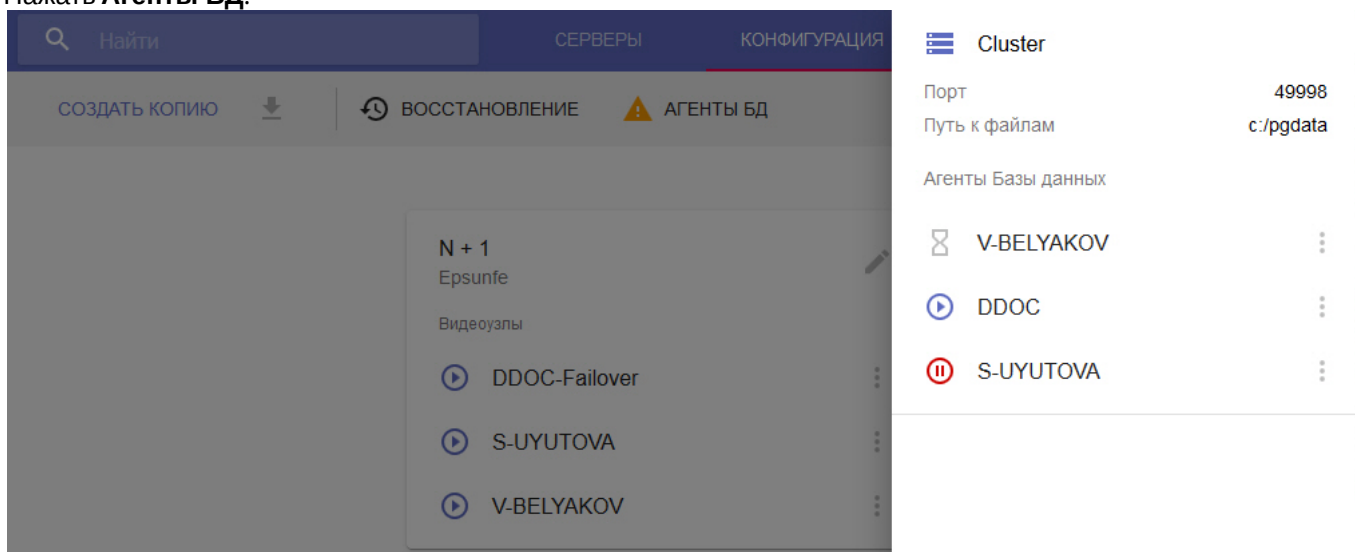 Нажать Агенты БД.
Найти
СЕРВЕРЫ
КОНФИГУРАЦИЯ
СОЗДАТЬ КОПИЮ
ВОССТАНОВЛЕНИЕ
АГЕНТЫ БД
N + 1
Epsunfe
Видеоузлы
DDOC-Failover
S-UYUTOVA
V-BELYAKOV
Cluster
Порт 49998
Путь к файлам c:/pgdata
Агенты Базы данных
V-BELYAKOV
DDOC
S-UYUTOVA